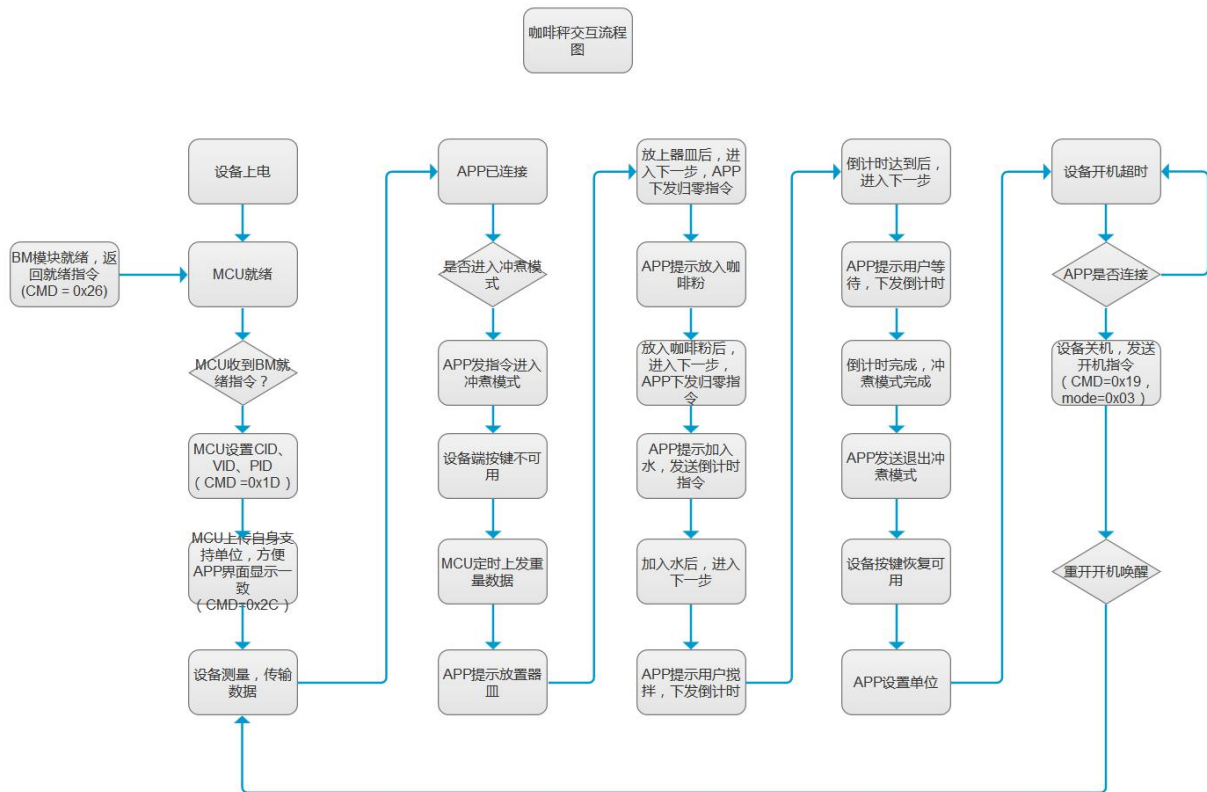 咖啡秤交互流程
图
设备上电
BM模块就绪，返
回就绪指令
(CMD = 0x26)
MCU就绪
MCU收到BM就
绪指令？
MCU设置CID、
VID、PID
（CMD =0x1D）
MCU上传自身支
持单位，方便
APP界面显示一
致
（CMD=0x2C）
设备测量，传输
数据
APP已连接
是否进入冲煮模
式
APP发指令进入
冲煮模式
设备端按键不可
用
MCU定时上发重
量数据
APP提示放置器
皿
放上器皿后，进
入下一步，APP
下发归零指令
APP提示放入咖
啡粉
放入咖啡粉后，
进入下一步，
APP下发归零指
令
APP提示加入
水，发送倒计时
指令
加入水后，进入
下一步
APP提示用户搅
拌，下发倒计时
倒计时达到后，
进入下一步
APP提示用户等
待，下发倒计时
倒计时完成，冲
煮模式完成
APP发送退出冲
煮模式
设备按键恢复可
用
APP设置单位
设备开机超时
APP是否连接
设备关机，发送
开机指令
（CMD=0x19，
mode=0x03）
重开开机唤醒